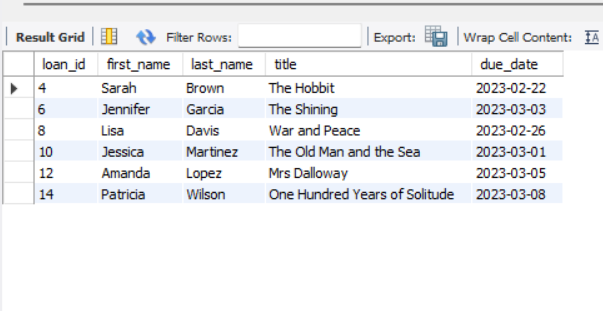 Result Grid Filter Rows: Export: Wrap Cell Content: IA
loan_id first_name last_name title due_date
4 Sarah Brown The Hobbit 2023-02-22
6 Jennifer Garcia The Shining 2023-03-03
8 Lisa Davis War and Peace 2023-02-26
10 Jessica Martinez The Old Man and the Sea 2023-03-01
12 Amanda Lopez Mrs Dalloway 2023-03-05
14 Patricia Wilson One Hundred Years of Solitude 2023-03-08